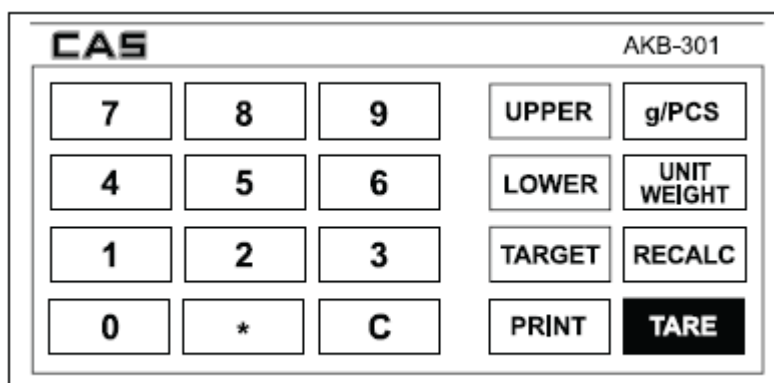 CAS AKB-301
7 8 9 UPPER g/PCS
4 5 6 LOWER UNIT WEIGHT
1 2 3 TARGET RECALC
0 * C PRINT TARE